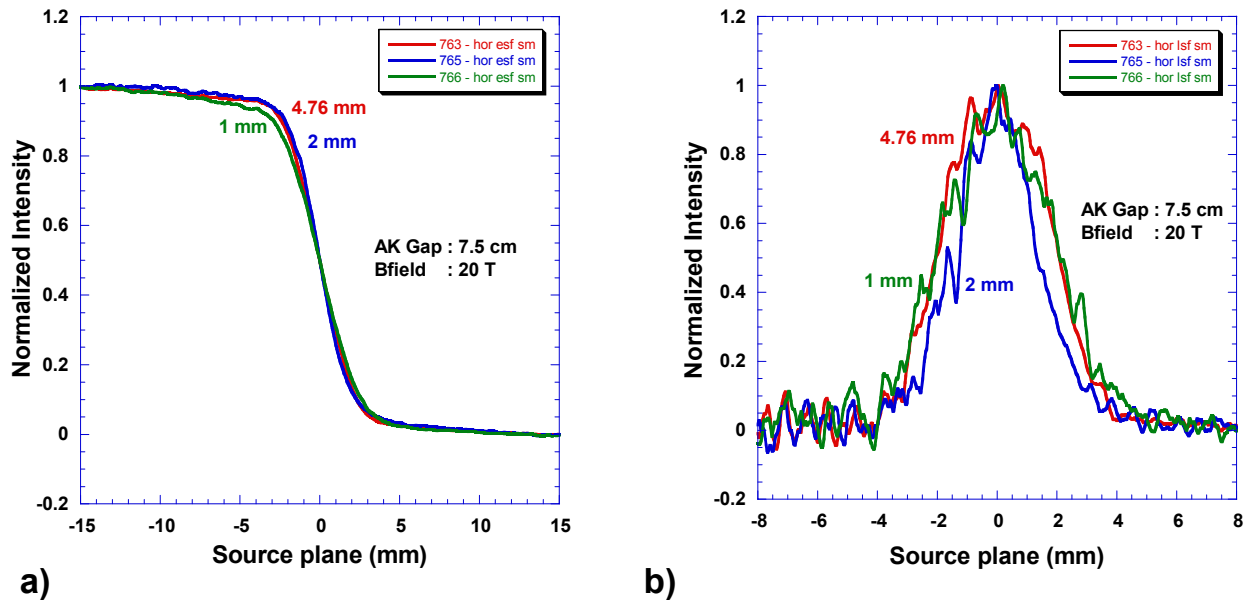 763 - hor esf sm
765 - hor esf sm
766 - hor esf sm
1
0.8
0.6
0.4
0.2
0
-0.2
Normalized Intensity
4.76 mm
1 mm
2 mm
AK Gap : 7.5 cm
Bfield : 20 T
-15
-10
-5
0
5
10
15
Source plane (mm)
a)
763 - hor lsf sm
765 - hor lsf sm
766 - hor lsf sm
1
0.8
0.6
0.4
0.2
0
-0.2
Normalized Intensity
4.76 mm
1 mm
2 mm
AK Gap : 7.5 cm
Bfield : 20 T
-8
-6
-4
-2
0
2
4
6
8
Source plane (mm)
b)